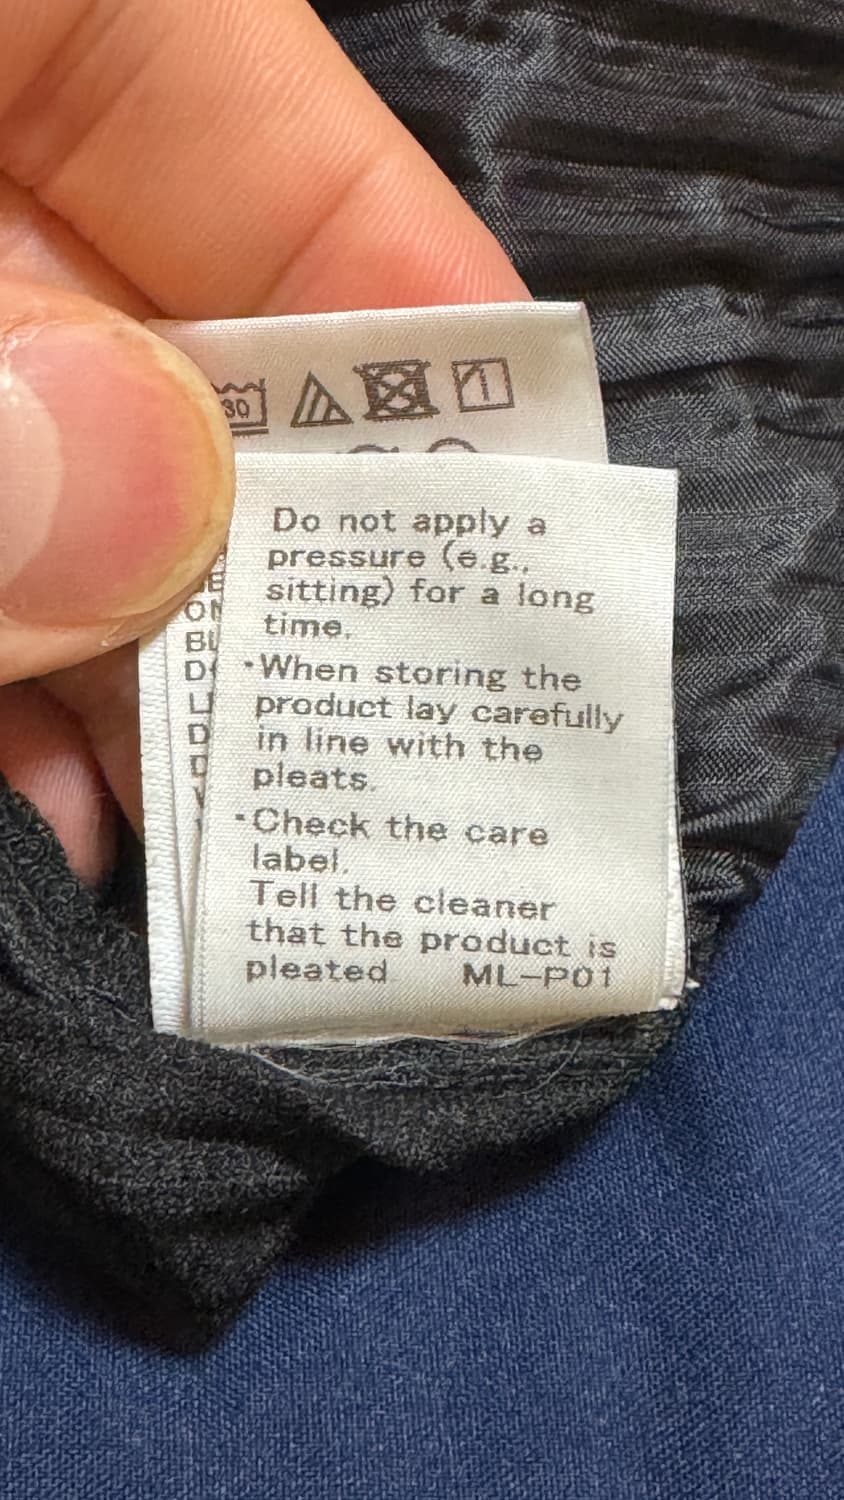 30
Do not apply a
pressure (e.g.,
sitting) for a long
time.
・When storing the
product lay carefully
in line with the
pleats.
・Check the care
label.
Tell the cleaner
that the product is
pleated ML-P01